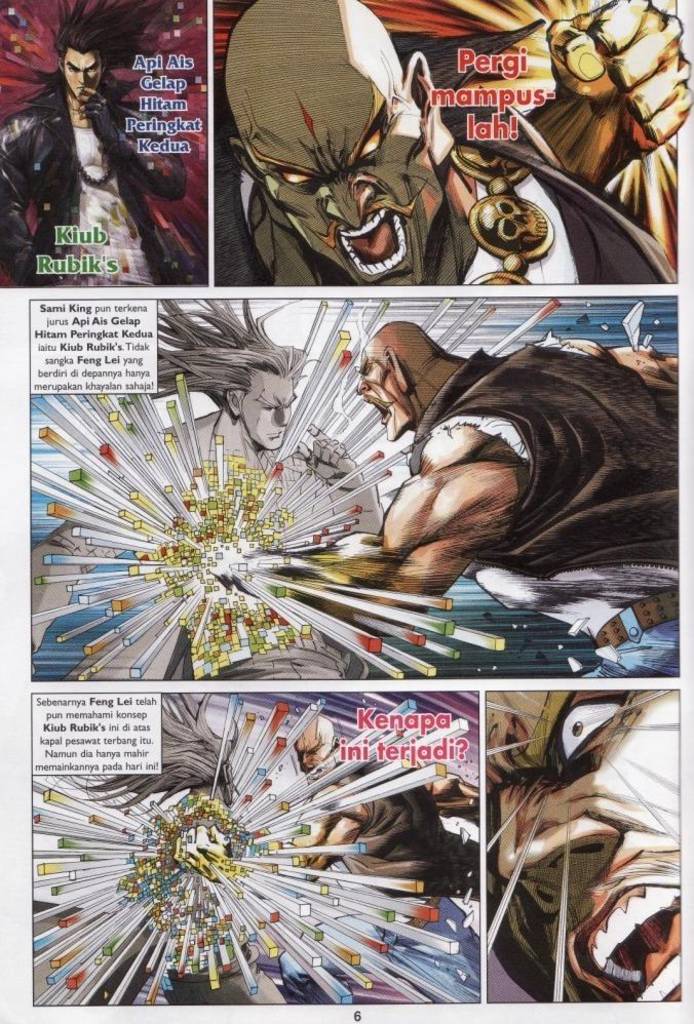 Api Ais
Gelap
Hitam
Peringkat
Kedua
Kiub
Rubik's
Pergi
mampus-
lah!
Sami King pun terkena
jurus Api Ais Gelap
Hitam Peringkat Kedua
iaitu Kiub Rubik's. Tidak
sangka Feng Lei yang
berdiri di depannya hanya
merupakan khayalan sahaja!
Sebenarnya Feng Lei telah
pun memahami konsep
Kiub Rubik's ini di atas
kapal pesawat terbang itu.
Namun dia hanya mahir
memainkannya pada hari ini!
Kenapa
ini terjadi?
6